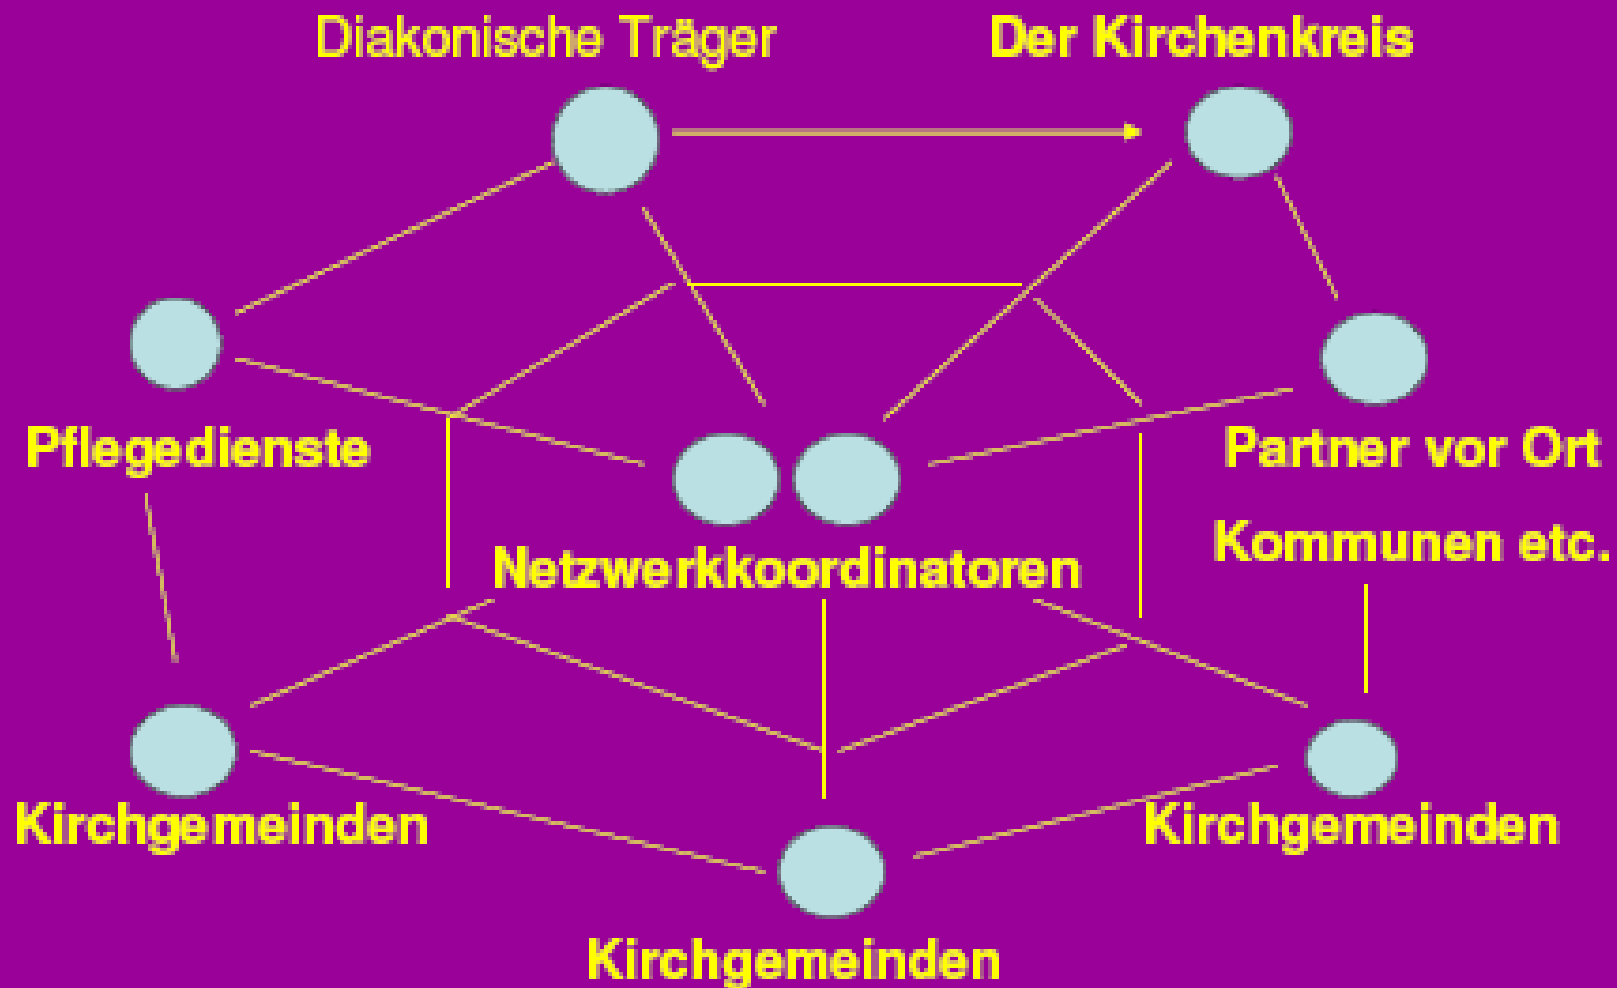 Diakonische Träger
Der Kirchenkreis
Pflegedienste
Partner vor Ort
Kommunen etc.
Netzwerkkoordinatoren
Kirchgemeinden
Kirchgemeinden
Kirchgemeinden